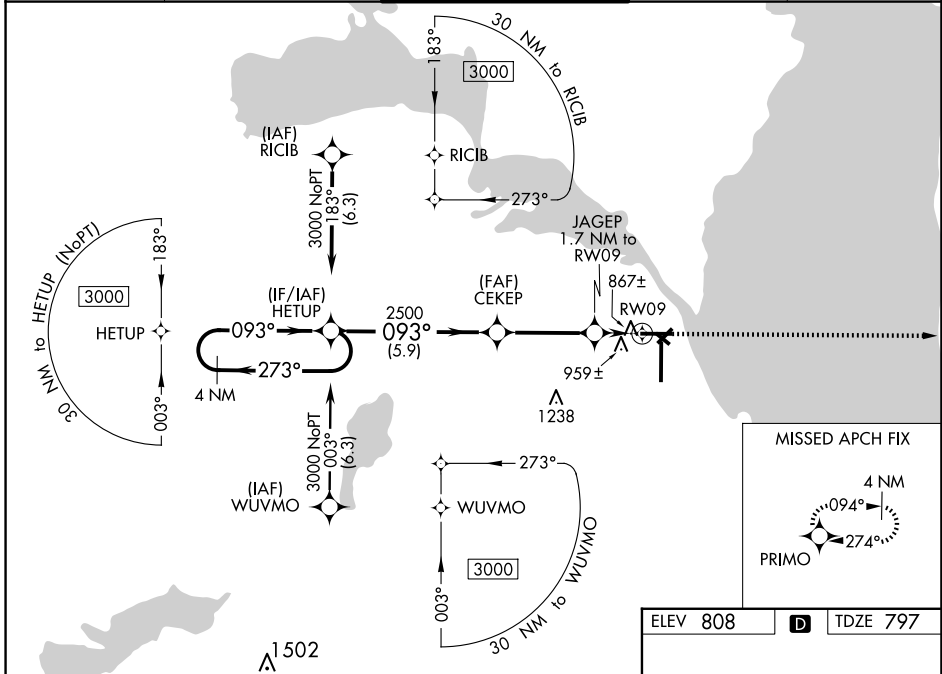 30 NM to RICIB
3000
183°
RICIB
273°
(IAF)
RICIB
3000 NoPT
183°
(6.3)
30 NM to HETUP (NoPT)
3000
183°
HETUP
003°
(IF/IAF)
HETUP
093°
273°
4 NM
2500
093°
(5.9)
(FAF)
CEKEP
JAGEP
1.7 NM to
RW09
867±
RW09
959±
1238
3000 NoPT
003°
(6.3)
(IAF)
WUVMO
273°
WUVMO
3000
003°
30 NM to WUVMO
MISSED APCH FIX
4 NM
094°
274°
PRIMO
1502
ELEV 808
D
TDZE 797